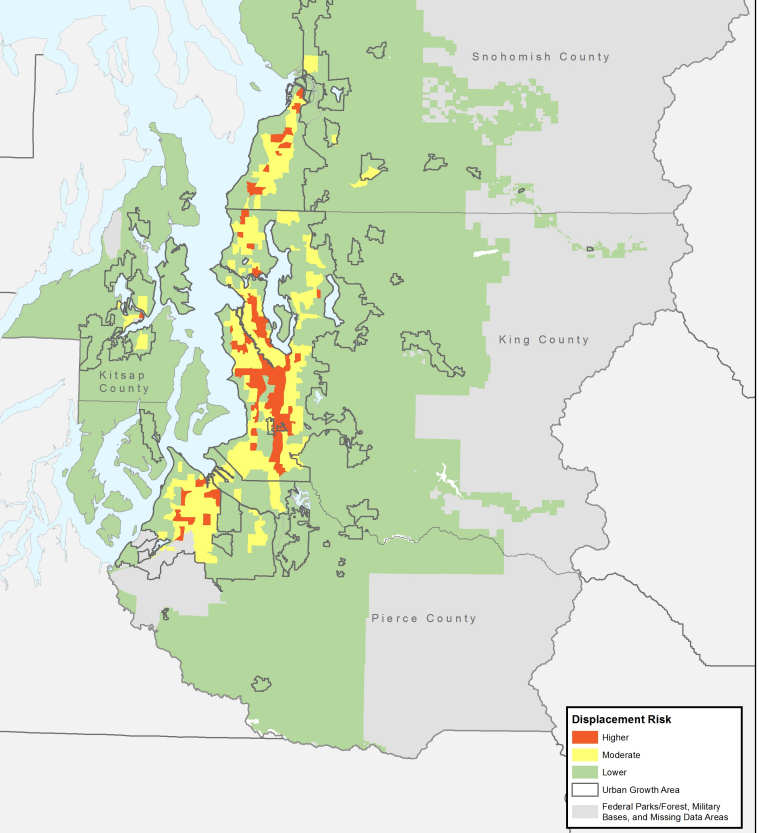 Snohomish County
King County
Kitsap
County
Pierce County
Displacement Risk
Higher
Moderate
Lower
Urban Growth Area
Federal Parks/Forest, Military
Bases, and Missing Data Areas